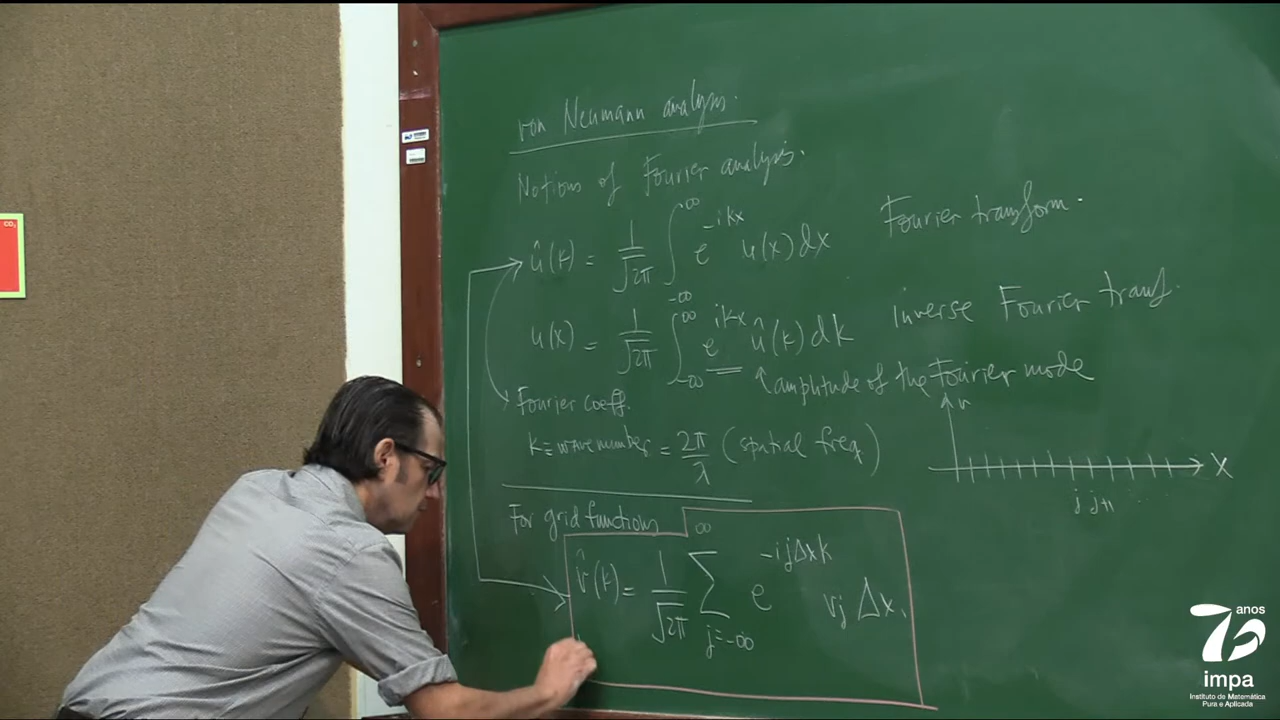 von Neumann analysis.
Notions of Fourier analysis.
û(k) = 1/√2π ∫_{-∞}^{∞} e^{-ikx} u(x) dx Fourier transform.
u(x) = 1/√2π ∫_{-∞}^{∞} e^{ikx} û(k) dk inverse Fourier transf.
↑ amplitude of the Fourier mode
Fourier coeff.
k = wave number = 2π/λ (spatial freq)
v
x
j j+1
For grid functions
v̂(k) = 1/√2π ∑_{j=-∞}^{∞} e^{-ijΔxk} vj Δx.
CO₂
75 anos
impa
Instituto de Matemática
Pura e Aplicada